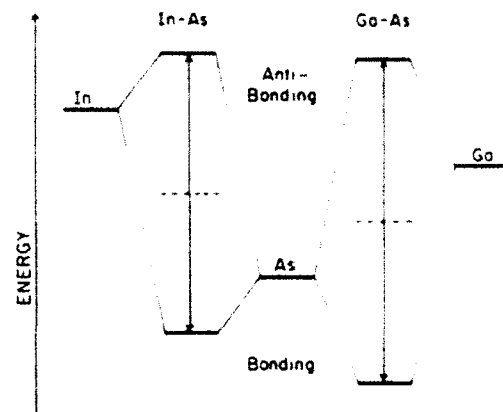 In-As
Ga-As
Anti-
Bonding
In
Ga
As
ENERGY
Bonding